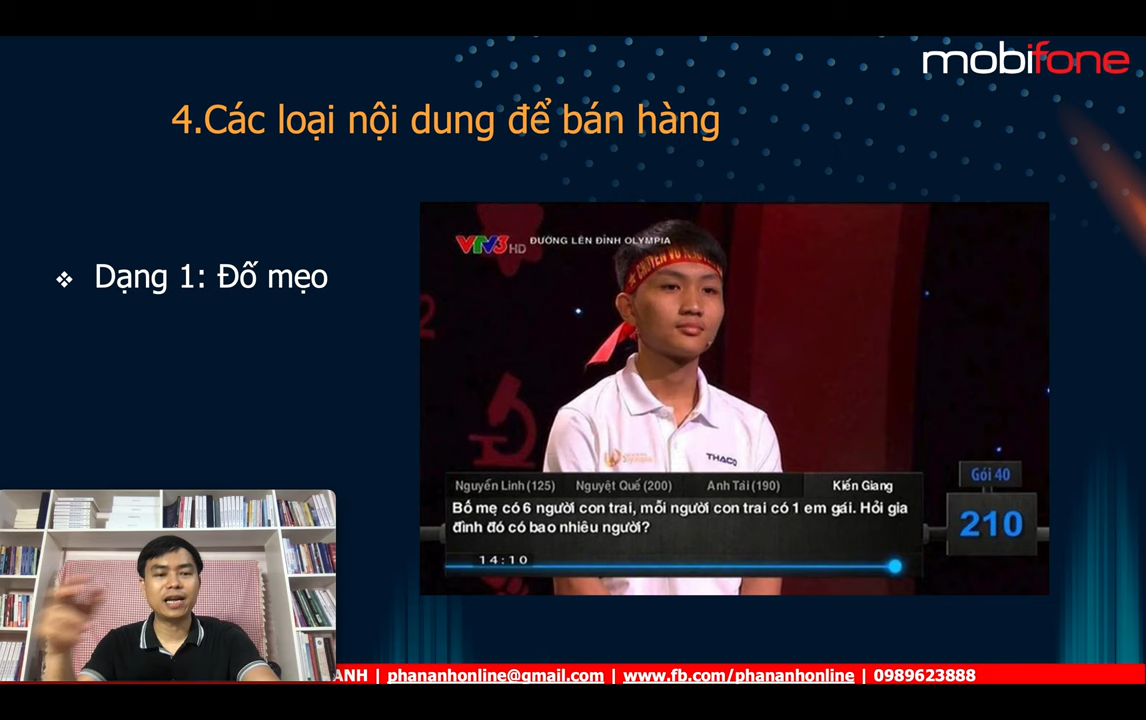 mobifone
4.Các loại nội dung để bán hàng
❖ Dạng 1: Đố mẹo
VTV3 HD ĐƯỜNG LÊN ĐỈNH OLYMPIA
THACO
Nguyễn Linh (125) Nguyệt Quế (200) Anh Tài (190) Kiến Giang
Gói 40
Bố mẹ có 6 người con trai, mỗi người con trai có 1 em gái. Hỏi gia
đình đó có bao nhiêu người?
210
14:10
ANH | phananhonline@gmail.com | www.fb.com/phananhonline | 0989623888